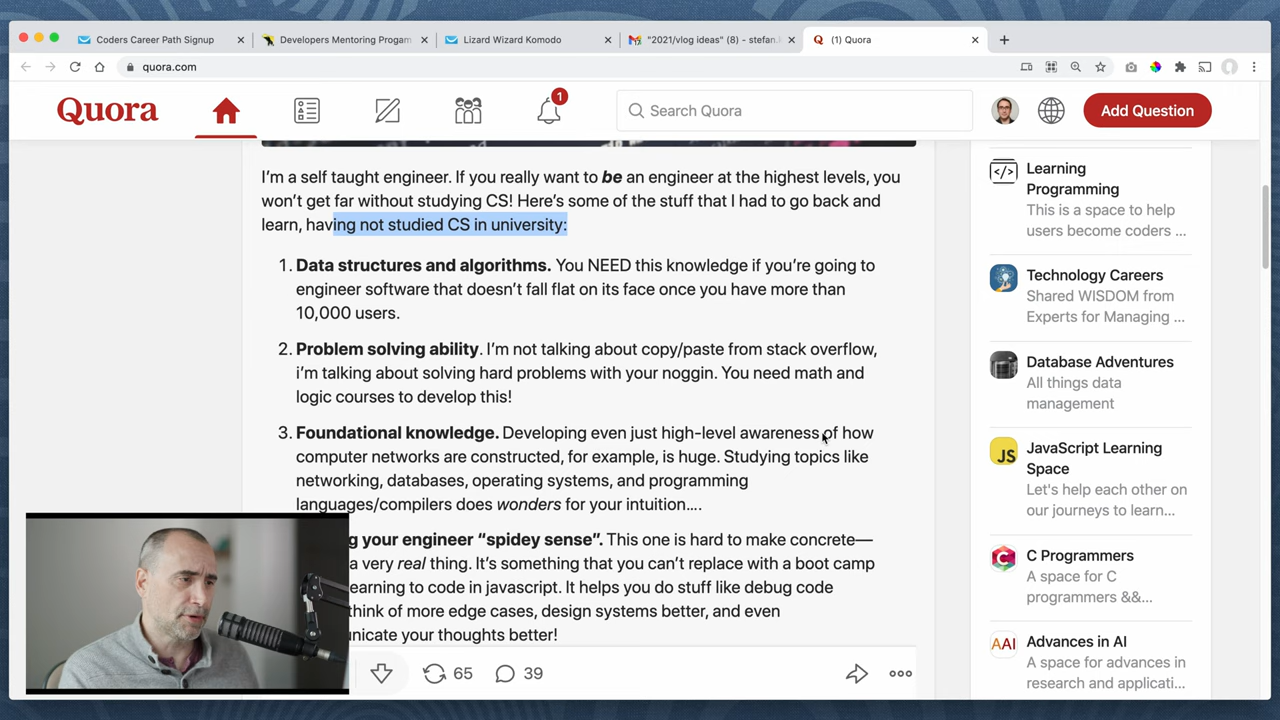 Coders Career Path Signup
Developers Mentoring Progam
Lizard Wizard Komodo
"2021/vlog ideas" (8) - stefan.
(1) Quora
quora.com
Quora
1
Search Quora
Add Question
I'm a self taught engineer. If you really want to be an engineer at the highest levels, you
won't get far without studying CS! Here's some of the stuff that I had to go back and
learn, having not studied CS in university:
1. Data structures and algorithms. You NEED this knowledge if you're going to
engineer software that doesn't fall flat on its face once you have more than
10,000 users.
2. Problem solving ability. I'm not talking about copy/paste from stack overflow,
i'm talking about solving hard problems with your noggin. You need math and
logic courses to develop this!
3. Foundational knowledge. Developing even just high-level awareness of how
computer networks are constructed, for example, is huge. Studying topics like
networking, databases, operating systems, and programming
languages/compilers does wonders for your intuition....
g your engineer “spidey sense”. This one is hard to make concrete—
a very real thing. It's something that you can't replace with a boot camp
earning to code in javascript. It helps you do stuff like debug code
think of more edge cases, design systems better, and even
unicate your thoughts better!
65
39
Learning
Programming
This is a space to help
users become coders ...
Technology Careers
Shared WISDOM from
Experts for Managing ...
Database Adventures
All things data
management
JS
JavaScript Learning
Space
Let's help each other on
our journeys to learn...
C Programmers
A space for C
programmers &&...
AAI
Advances in AI
A space for advances in
research and applicati...